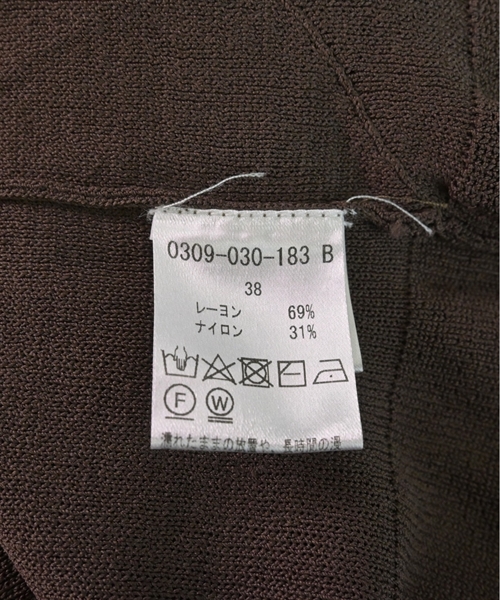 0309-030-183 B
38
レーヨン 69%
ナイロン 31%
F W
濡れたままの放置や、長時間の浸